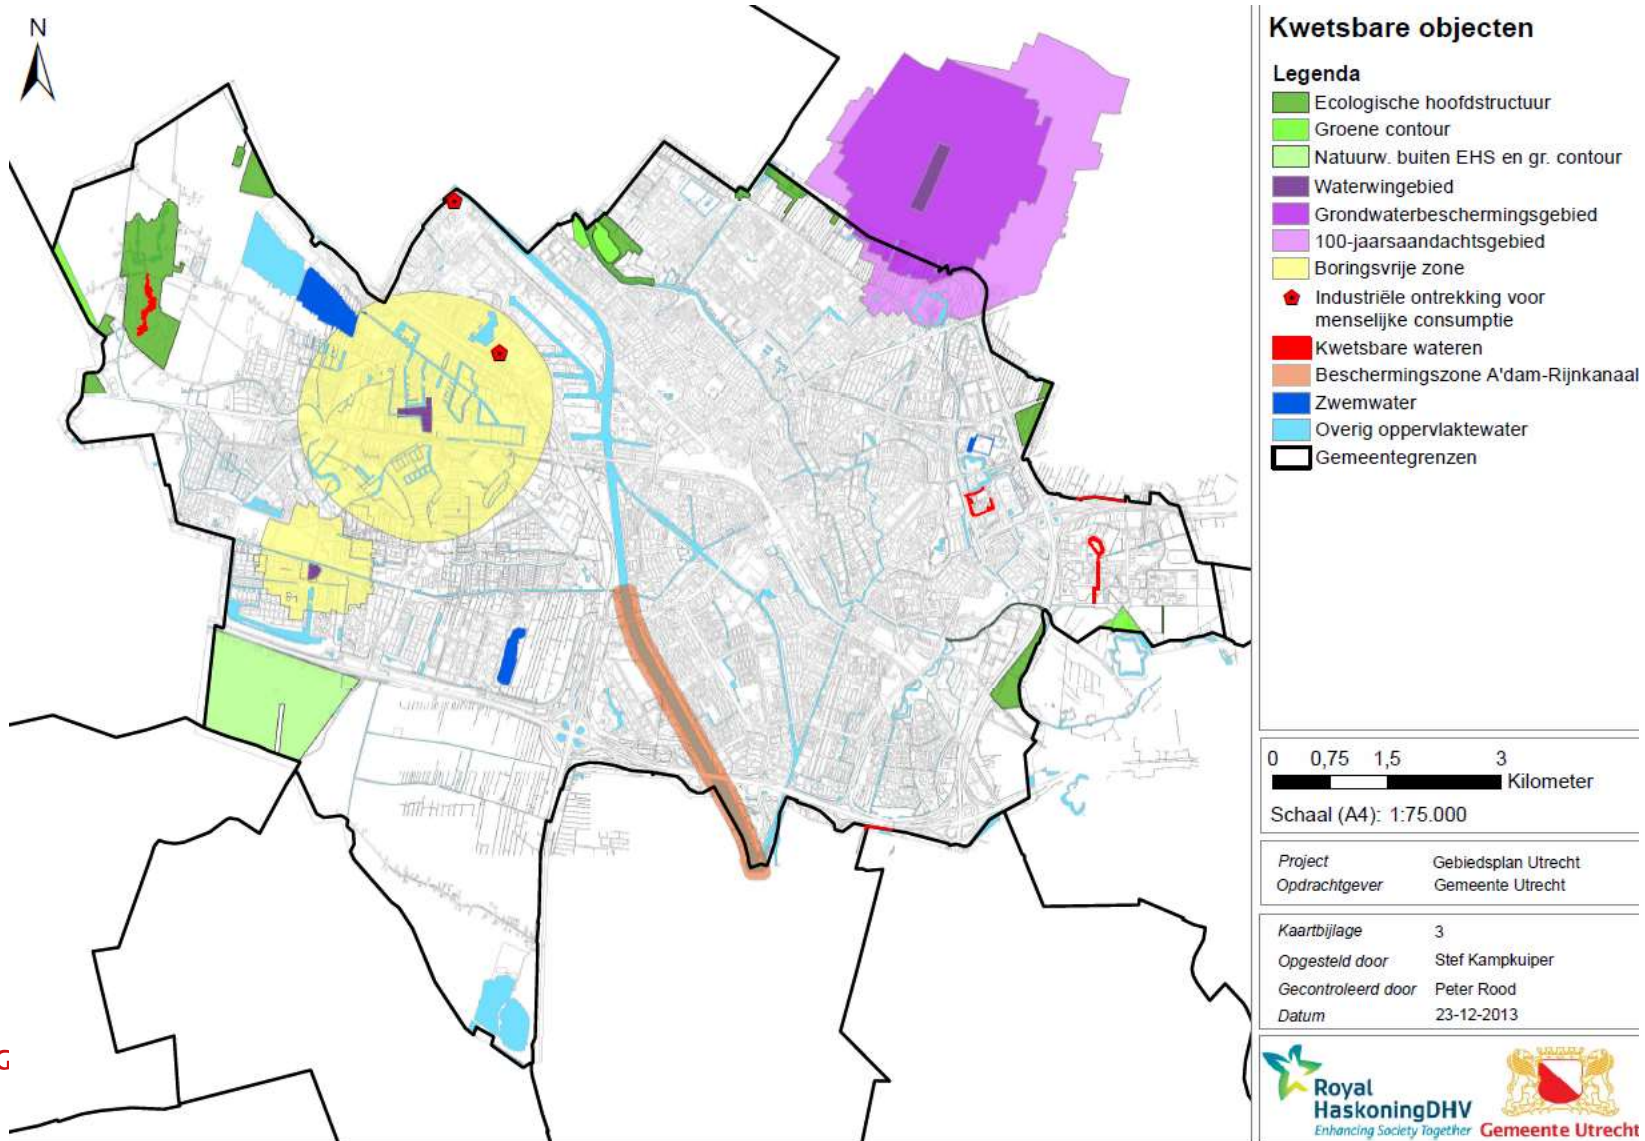 N
Kwetsbare objecten
Legenda
Ecologische hoofdstructuur
Groene contour
Natuurw. buiten EHS en gr. contour
Waterwingebied
Grondwaterbeschermingsgebied
100-jaarsaandachtsgebied
Boringsvrije zone
Industriële ontrekking voor
menselijke consumptie
Kwetsbare wateren
Beschermingszone A'dam-Rijnkanaal
Zwemwater
Overig oppervlaktewater
Gemeentegrenzen
0 0,75 1,5 3
Kilometer
Schaal (A4): 1:75.000
Project Gebiedsplan Utrecht
Opdrachtgever Gemeente Utrecht
Kaartbijlage 3
Opgesteld door Stef Kampkuiper
Gecontroleerd door Peter Rood
Datum 23-12-2013
G
Royal
HaskoningDHV
Enhancing Society Together
Gemeente Utrecht